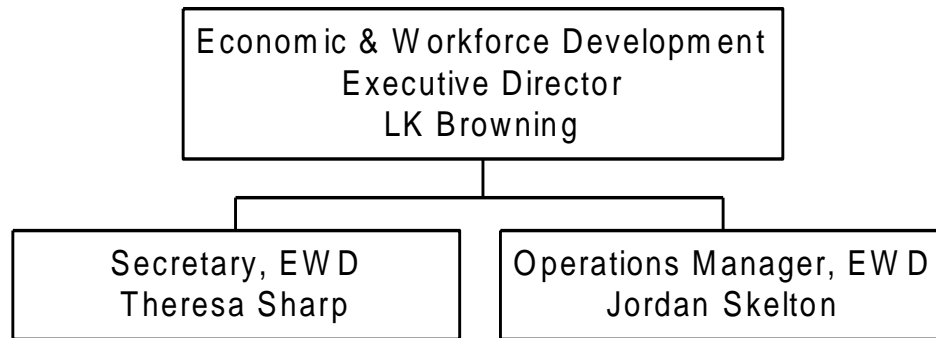 Economic & Workforce Development
Executive Director
LK Browning
Secretary, EWD
Theresa Sharp
Operations Manager, EWD
Jordan Skelton